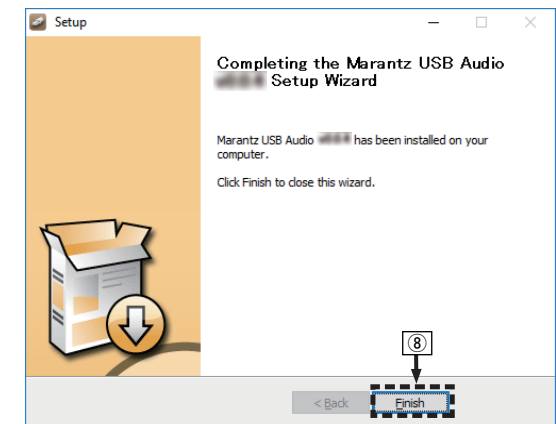 Setup
Completing the Marantz USB Audio
Setup Wizard
Marantz USB Audio has been installed on your
computer.
Click Finish to close this wizard.
⑧
< Back Finish